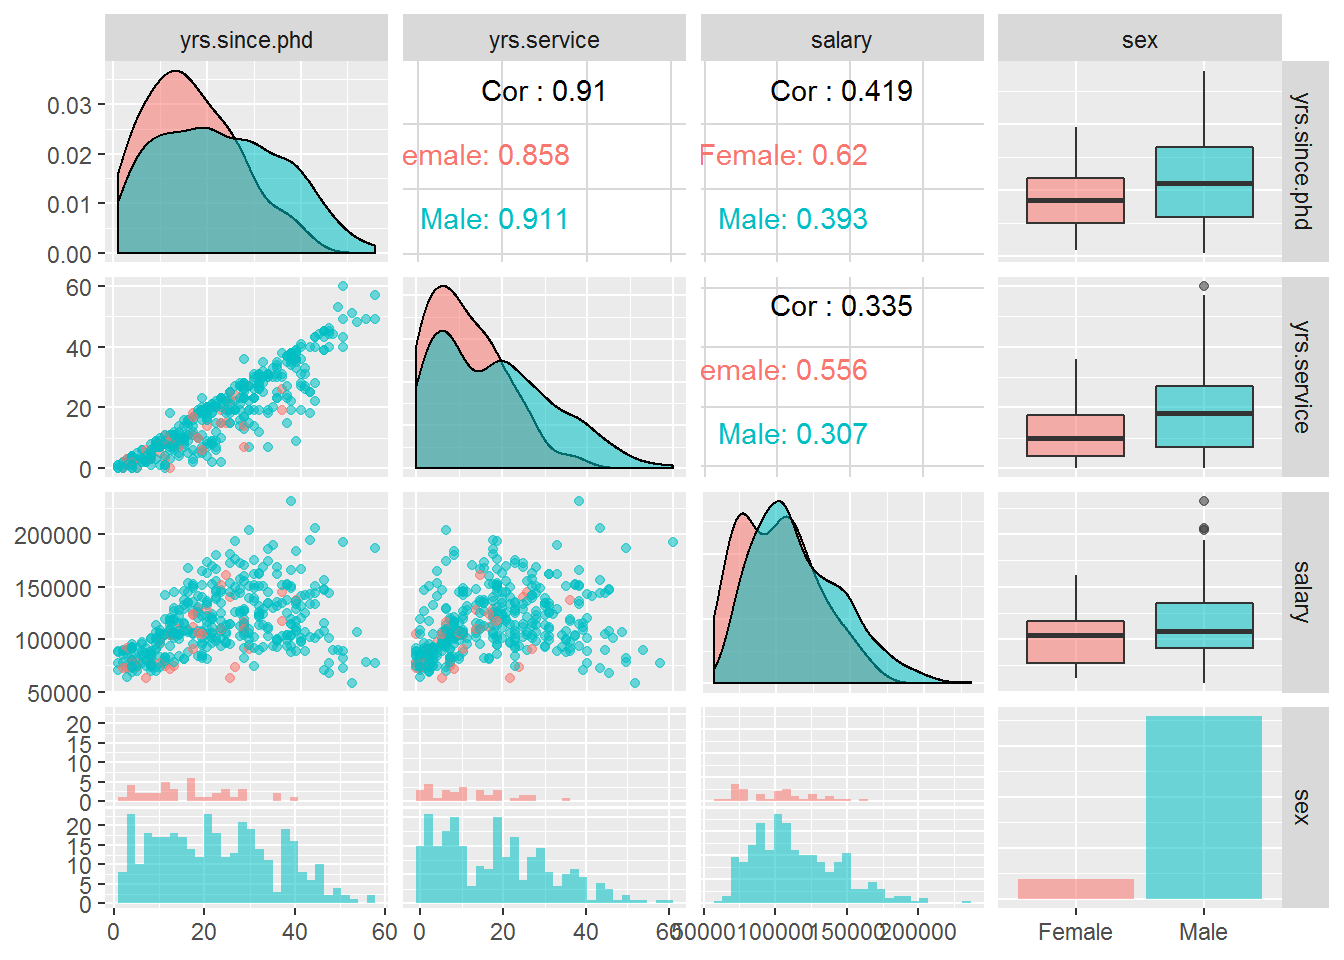 yrs.since.phd yrs.service salary sex
0.03
0.02
0.01
0.00
Cor : 0.91
emale: 0.858
Male: 0.911
Cor : 0.419
Female: 0.62
Male: 0.393
yrs.since.phd
60
40
20
0
Cor : 0.335
emale: 0.556
Male: 0.307
yrs.service
200000
150000
100000
50000
salary
20
15
10
5
0
20
15
10
5
0
sex
0 20 40 60
0 20 40 60
50000 100000 150000 200000
Female Male